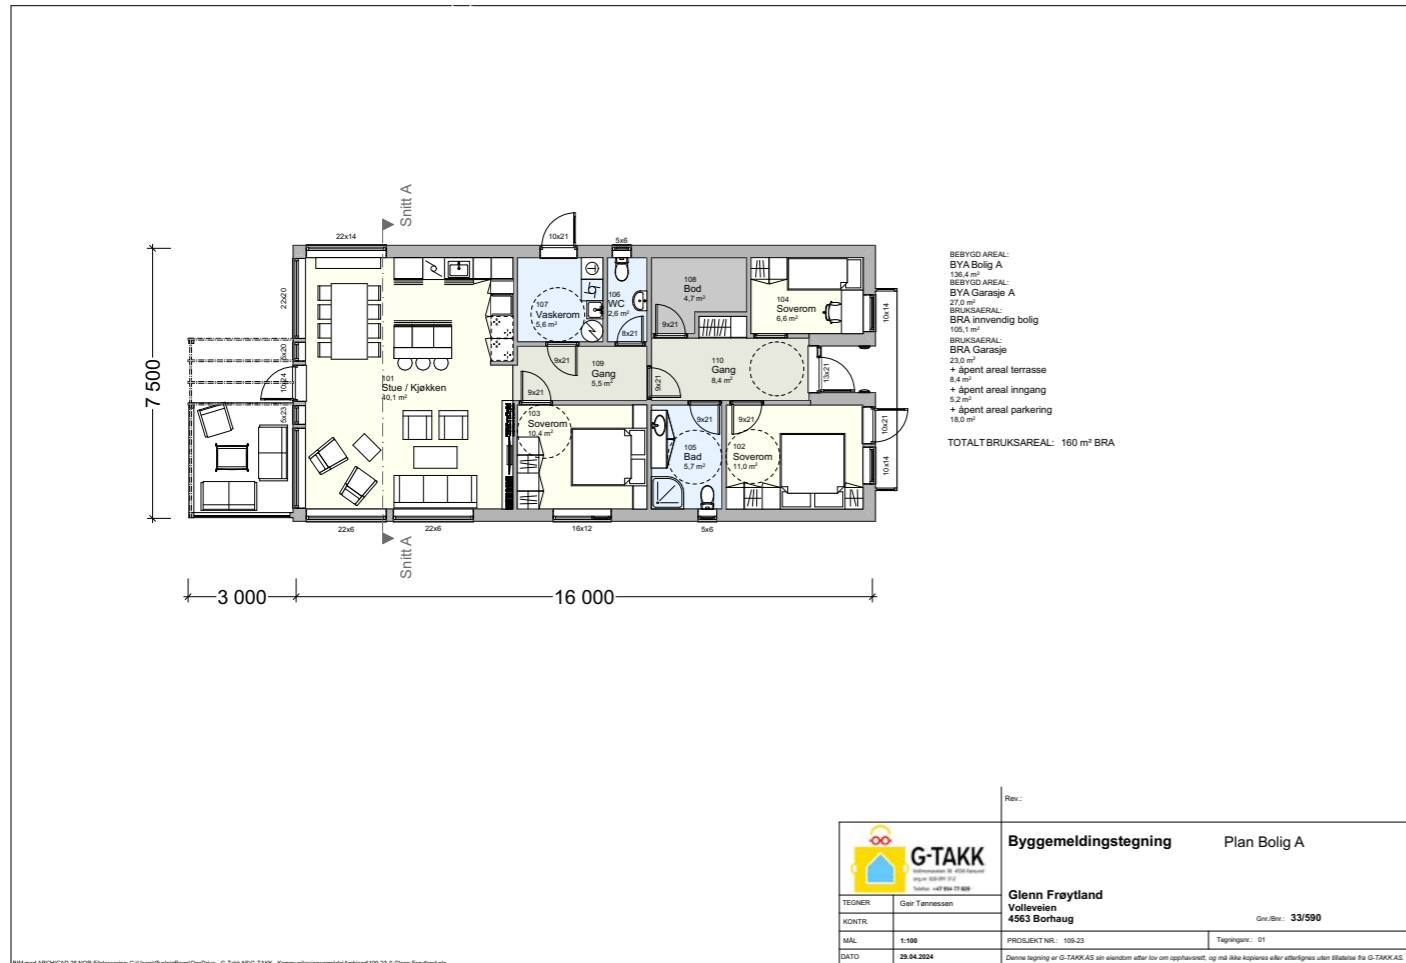 Snitt A
22x14
10x21
5x6
22x20
5x20
10x24
5x23
7 500
101
Stue / Kjøkken
40,1 m²
107
Vaskerom
5,6 m²
106
WC
2,6 m²
8x21
108
Bod
4,7 m²
9x21
104
Soverom
6,6 m²
10x14
9x21
109
Gang
5,5 m²
9x21
9x21
110
Gang
8,4 m²
13x21
103
Soverom
10,4 m²
9x21
105
Bad
5,7 m²
9x21
102
Soverom
11,0 m²
10x21
10x14
22x6
22x6
16x12
5x6
Snitt A
3 000
16 000
BEBYGD AREAL:
BYA Bolig A
136,4 m²
BEBYGD AREAL:
BYA Garasje A
27,0 m²
BRUKSAERAL:
BRA innvendig bolig
105,1 m²
BRUKSAERAL:
BRA Garasje
23,0 m²
+ åpent areal terrasse
8,4 m²
+ åpent areal inngang
5,2 m²
+ åpent areal parkering
18,0 m²
TOTALT BRUKSAREAL: 160 m² BRA
Rev.:
G-TAKK
Byggemeldingstegning
Plan Bolig A
Glenn Frøytland
Volleveien
4563 Borhaug
Gnr./Bnr.: 33/590
TEGNER Geir Tønnessen
KONTR.
MÅL 1:100
PROSJEKT NR.: 109-23
Tegningsnr.: 01
DATO 29.04.2024
Denne tegning er G-TAKK AS sin eiendom etter lov om opphavsrett, og må ikke kopieres eller etterlignes uten tillatelse fra G-TAKK AS.